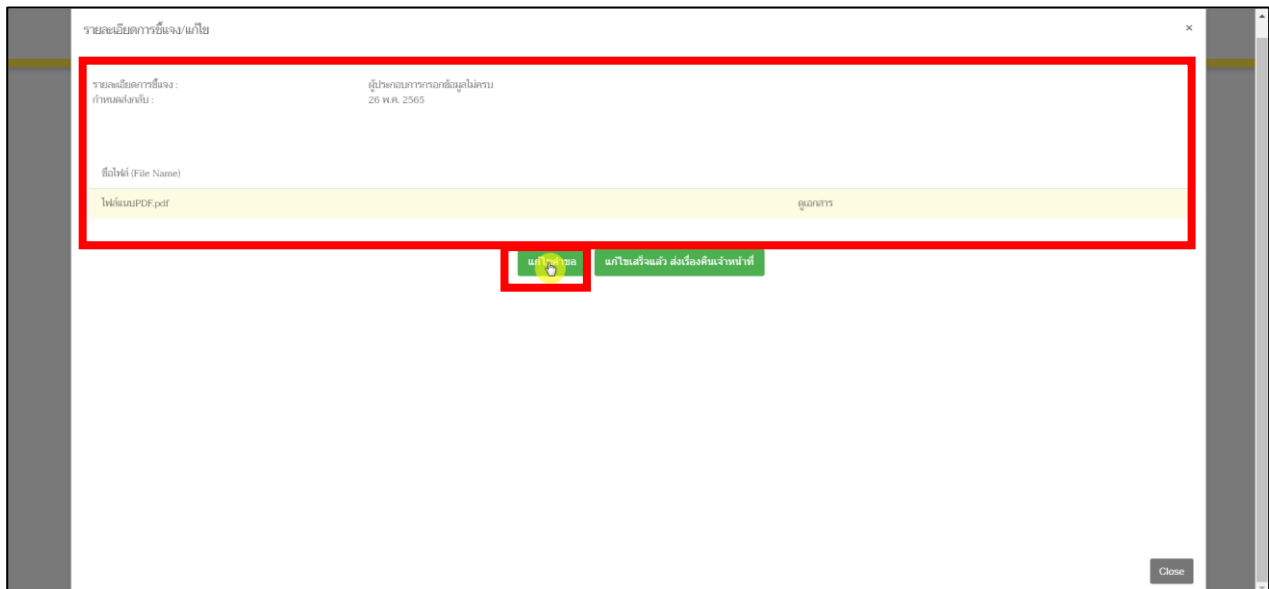 รายละเอียดการชี้แจง/แก้ไข ×
รายละเอียดการชี้แจง : ผู้ประกอบการกรอกข้อมูลไม่ครบ
กำหนดส่งกลับ : 26 พ.ค. 2565
ชื่อไฟล์ (File Name)
ไฟล์แนบPDF.pdf ดูเอกสาร
แก้ไขคำขอ แก้ไขเสร็จแล้ว ส่งเรื่องคืนเจ้าหน้าที่
Close